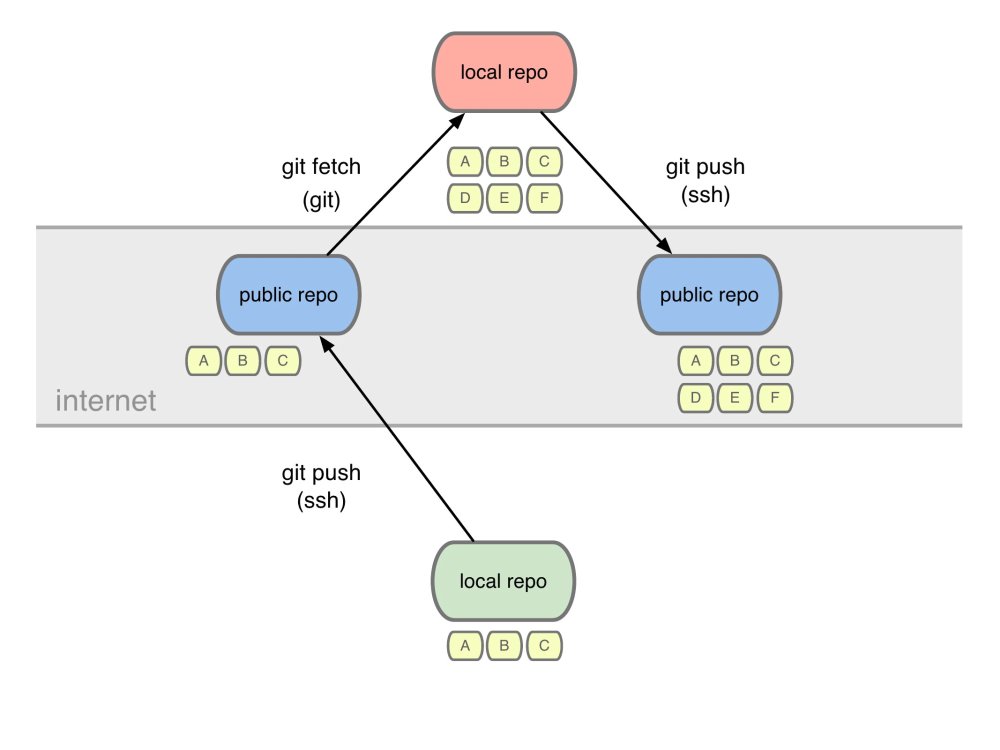 local repo
git fetch
(git)
A B C
D E F
git push
(ssh)
public repo
public repo
A B C
A B C
D E F
internet
git push
(ssh)
local repo
A B C